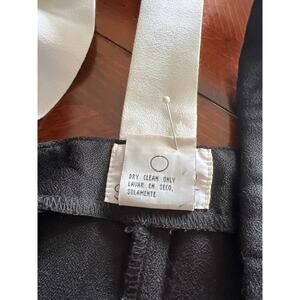 DRY CLEAN ONLY
LAVAR EN SECO,
SOLAMENTE